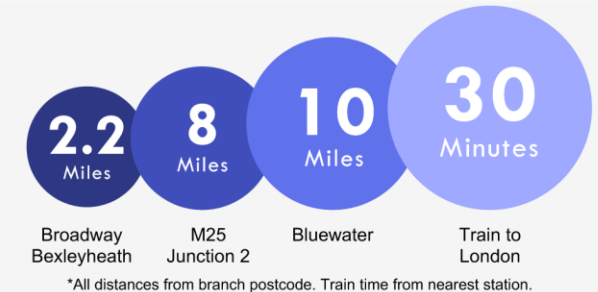 2.2
Miles
8
Miles
10
Miles
30
Minutes
Broadway
Bexleyheath
M25
Junction 2
Bluewater
Train to
London
*All distances from branch postcode. Train time from nearest station.